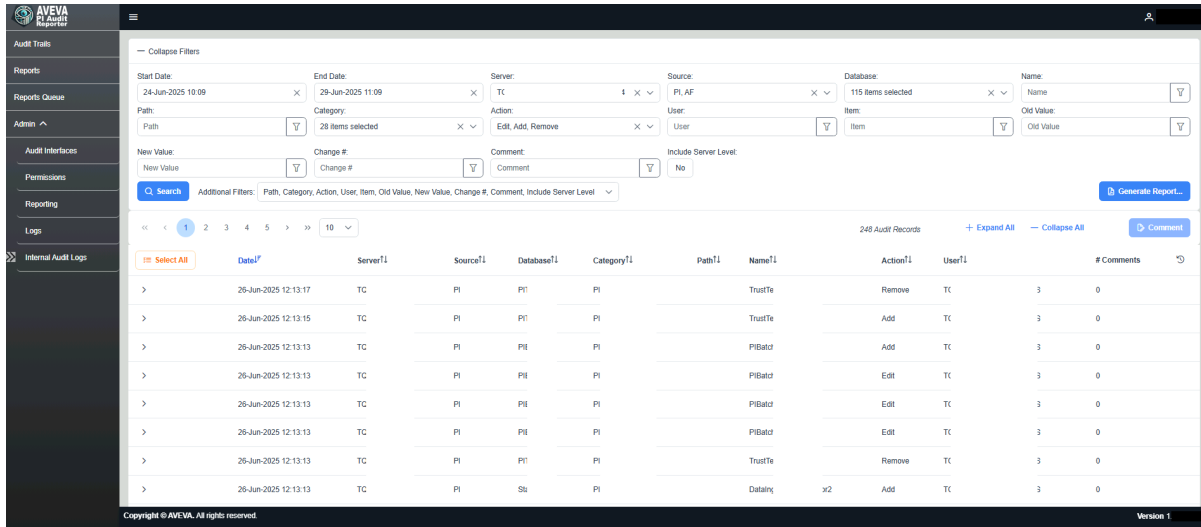 AVEVA
PI Audit
Reporter
Audit Trails
Reports
Reports Queue
Admin
Audit Interfaces
Permissions
Reporting
Logs
Internal Audit Logs
Collapse Filters
Start Date: End Date: Server: Source: Database: Name:
24-Jun-2025 10:09 29-Jun-2025 11:09 PI, AF 115 items selected Name
Path: Category: Action: User: Item: Old Value:
Path 28 items selected Edit, Add, Remove User Item Old Value
New Value: Change #: Comment: Include Server Level:
New Value Change # Comment No
Search Additional Filters: Path, Category, Action, User, Item, Old Value, New Value, Change #, Comment, Include Server Level Generate Report...
1 2 3 4 5 10 248 Audit Records Expand All Collapse All Comment
Select All Date Server Source Database Category Path Name Action User # Comments
26-Jun-2025 12:13:17 PI PI TrustTe Remove 0
26-Jun-2025 12:13:15 PI PI TrustTe Add 0
26-Jun-2025 12:13:13 PI PI PIBatch Add 0
26-Jun-2025 12:13:13 PI PI PIBatch Edit 0
26-Jun-2025 12:13:13 PI PI PIBatch Edit 0
26-Jun-2025 12:13:13 PI PI PIBatch Edit 0
26-Jun-2025 12:13:13 PI PI TrustTe Remove 0
26-Jun-2025 12:13:13 PI PI Add 0
Copyright © AVEVA. All rights reserved. Version 1